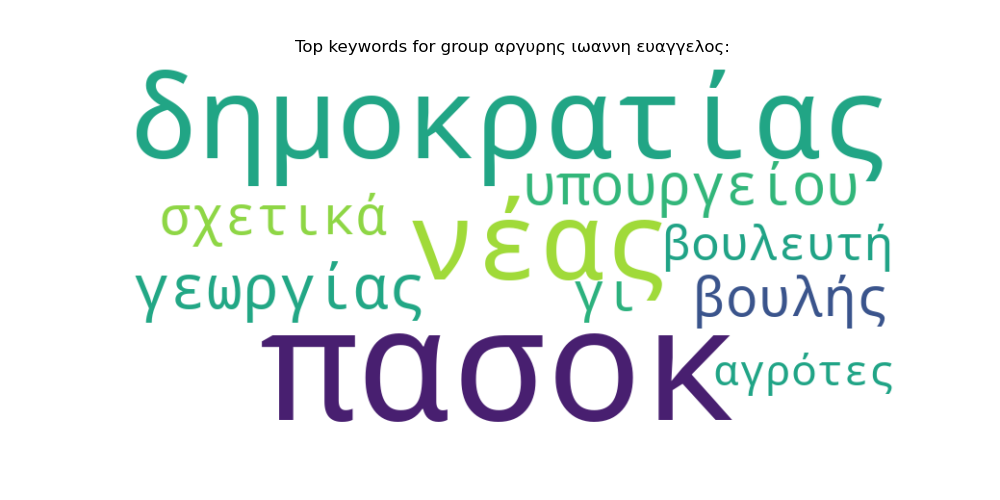 Top keywords for group αργυρης ιωαννη ευαγγελος:
δημοκρατίας
υπουργείου
σχετικά
νέας
βουλευτή
γεωργίας
γι
βουλής
πασοκ
αγρότες